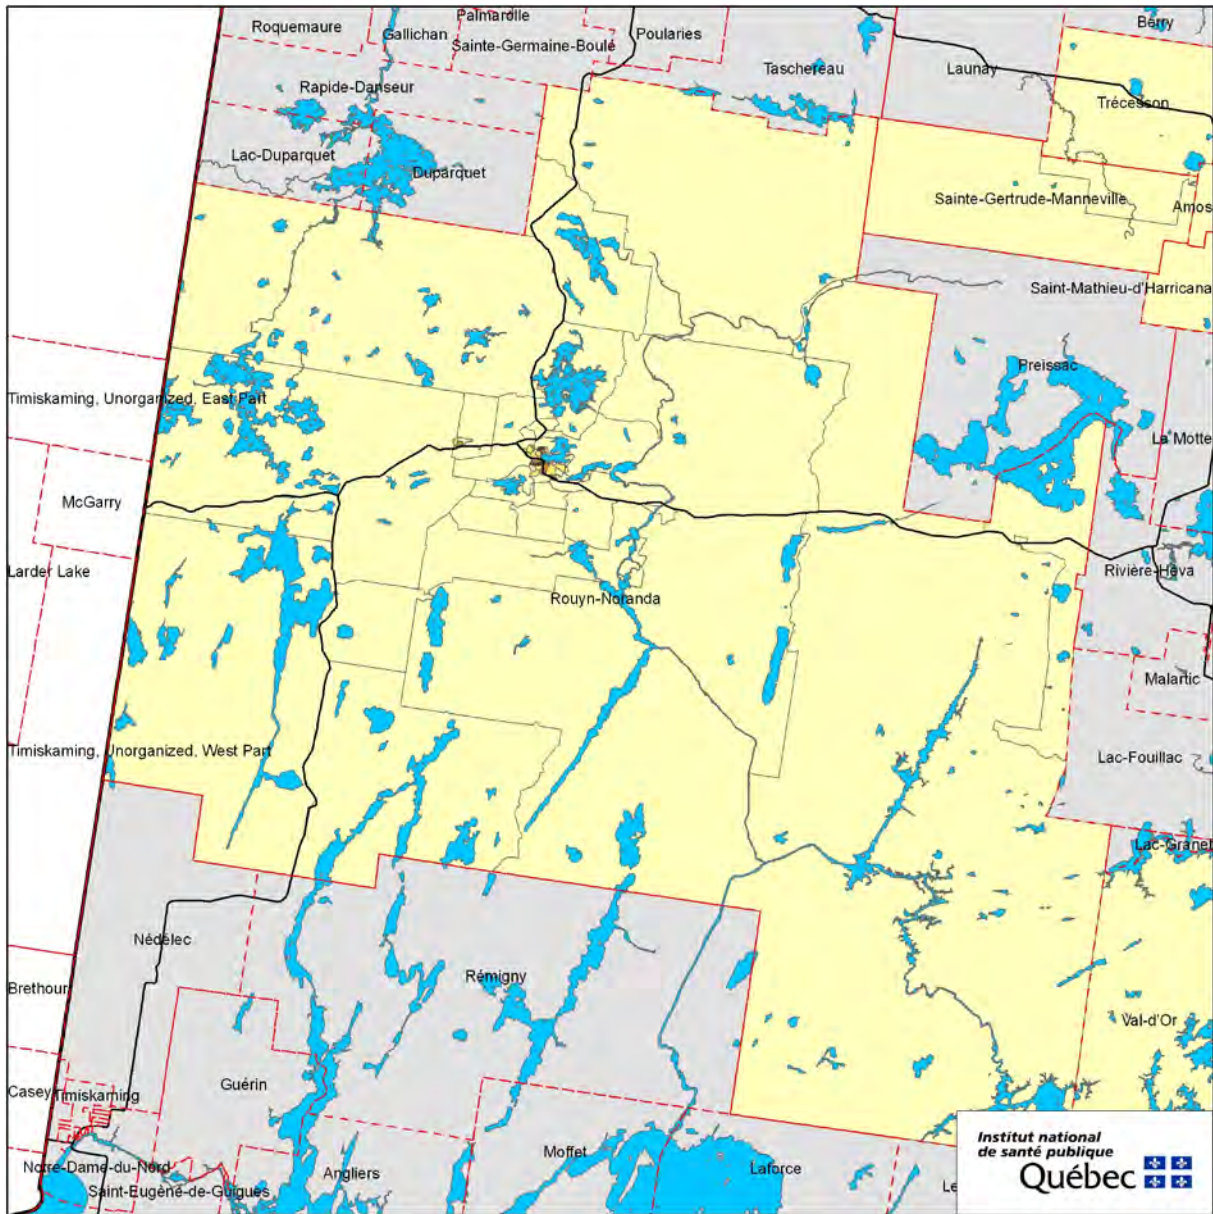 Palmarolle
Berry
Roquemaure
Gallichan
Poularies
Sainte-Germaine-Boulé
Taschereau
Launay
Rapide-Danseur
Trécesson
Lac-Duparquet
Duparquet
Sainte-Gertrude-Manneville
Amos
Saint-Mathieu-d'Harricana
Preissac
Timiskaming, Unorganized, East Part
La Motte
McGarry
Larder Lake
Rivière-Héva
Rouyn-Noranda
Malartic
Timiskaming, Unorganized, West Part
Lac-Fouillac
Lac-Granet
Nédélec
Rémigny
Brethour
Val-d'Or
Guérin
Casey
Timiskaming
Moffet
Notre-Dame-du-Nord
Angliers
Laforce
Saint-Eugène-de-Guigues
Le
Institut national
de santé publique
Québec